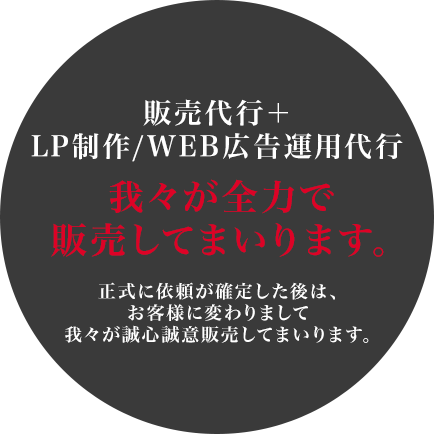 販売代行＋
LP制作/WEB広告運用代行
我々が全力で
販売してまいります。
正式に依頼が確定した後は、
お客様に変わりまして
我々が誠心誠意販売してまいります。